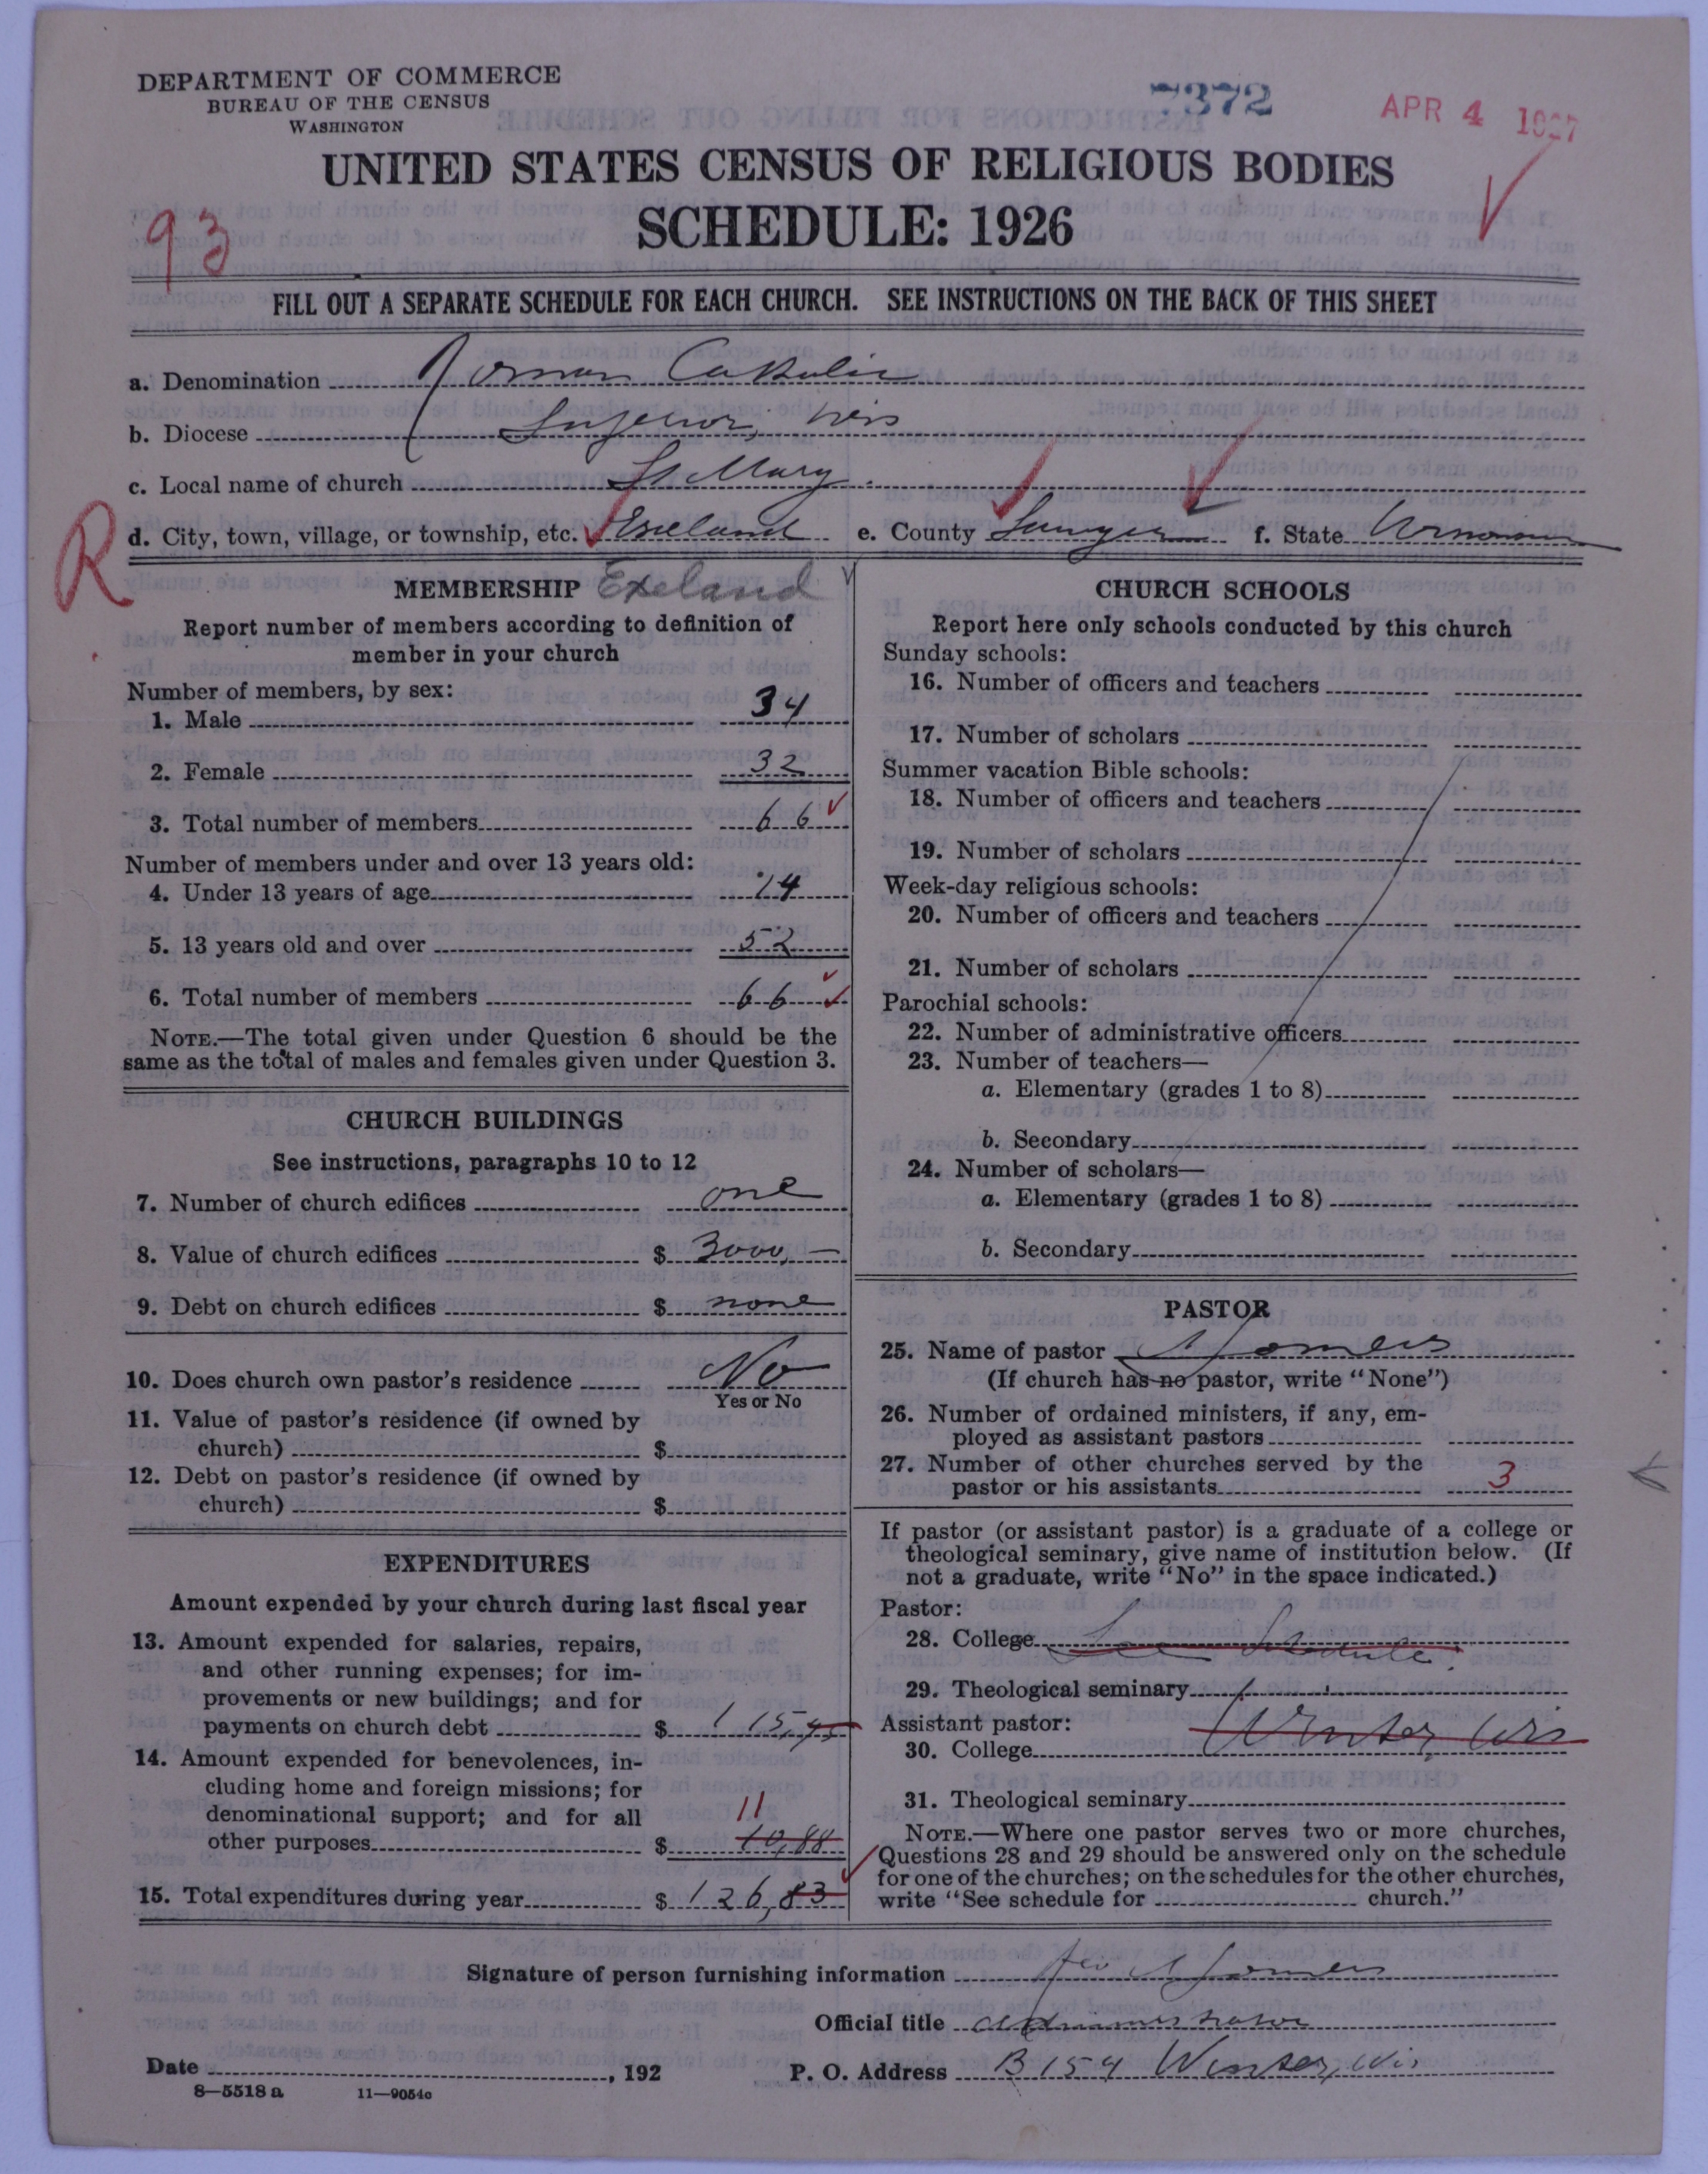 DEPARTMENT OF COMMERCE
BUREAU OF THE CENSUS
WASHINGTON
7372
APR 4 1927
UNITED STATES CENSUS OF RELIGIOUS BODIES
SCHEDULE: 1926
93
FILL OUT A SEPARATE SCHEDULE FOR EACH CHURCH. SEE INSTRUCTIONS ON THE BACK OF THIS SHEET
a. Denomination Roman Catholic
b. Diocese Superior, Wis
c. Local name of church St Mary.
R
d. City, town, village, or township, etc. Exeland e. County Sawyer f. State Wisconsin
MEMBERSHIP Exeland
Report number of members according to definition of
member in your church
Number of members, by sex:
1. Male 34
2. Female 32
3. Total number of members 66
Number of members under and over 13 years old:
4. Under 13 years of age 14
5. 13 years old and over 52
6. Total number of members 66
NOTE.—The total given under Question 6 should be the
same as the total of males and females given under Question 3.
CHURCH BUILDINGS
See instructions, paragraphs 10 to 12
7. Number of church edifices one
8. Value of church edifices $ 3000,—
9. Debt on church edifices $ none
10. Does church own pastor's residence No
Yes or No
11. Value of pastor's residence (if owned by
church) $
12. Debt on pastor's residence (if owned by
church) $
EXPENDITURES
Amount expended by your church during last fiscal year
13. Amount expended for salaries, repairs,
and other running expenses; for im-
provements or new buildings; and for
payments on church debt $ 115,45
14. Amount expended for benevolences, in-
cluding home and foreign missions; for
denominational support; and for all
11
other purposes $ 10,88
15. Total expenditures during year $ 126,83
CHURCH SCHOOLS
Report here only schools conducted by this church
Sunday schools:
16. Number of officers and teachers
17. Number of scholars
Summer vacation Bible schools:
18. Number of officers and teachers
19. Number of scholars
Week-day religious schools:
20. Number of officers and teachers
21. Number of scholars
Parochial schools:
22. Number of administrative officers
23. Number of teachers—
a. Elementary (grades 1 to 8)
b. Secondary
24. Number of scholars—
a. Elementary (grades 1 to 8)
b. Secondary
PASTOR
25. Name of pastor
(If church has no pastor, write "None")
26. Number of ordained ministers, if any, em-
ployed as assistant pastors
27. Number of other churches served by the
pastor or his assistants 3
If pastor (or assistant pastor) is a graduate of a college or
theological seminary, give name of institution below. (If
not a graduate, write "No" in the space indicated.)
Pastor:
28. College See Schedule.
29. Theological seminary
Assistant pastor:
30. College Winter, Wis
31. Theological seminary
NOTE.—Where one pastor serves two or more churches,
Questions 28 and 29 should be answered only on the schedule
for one of the churches; on the schedules for the other churches,
write "See schedule for church."
Signature of person furnishing information
Official title administrator
Date , 192 P. O. Address B 154 Winter, Wis
8—5518 a 11—9054c